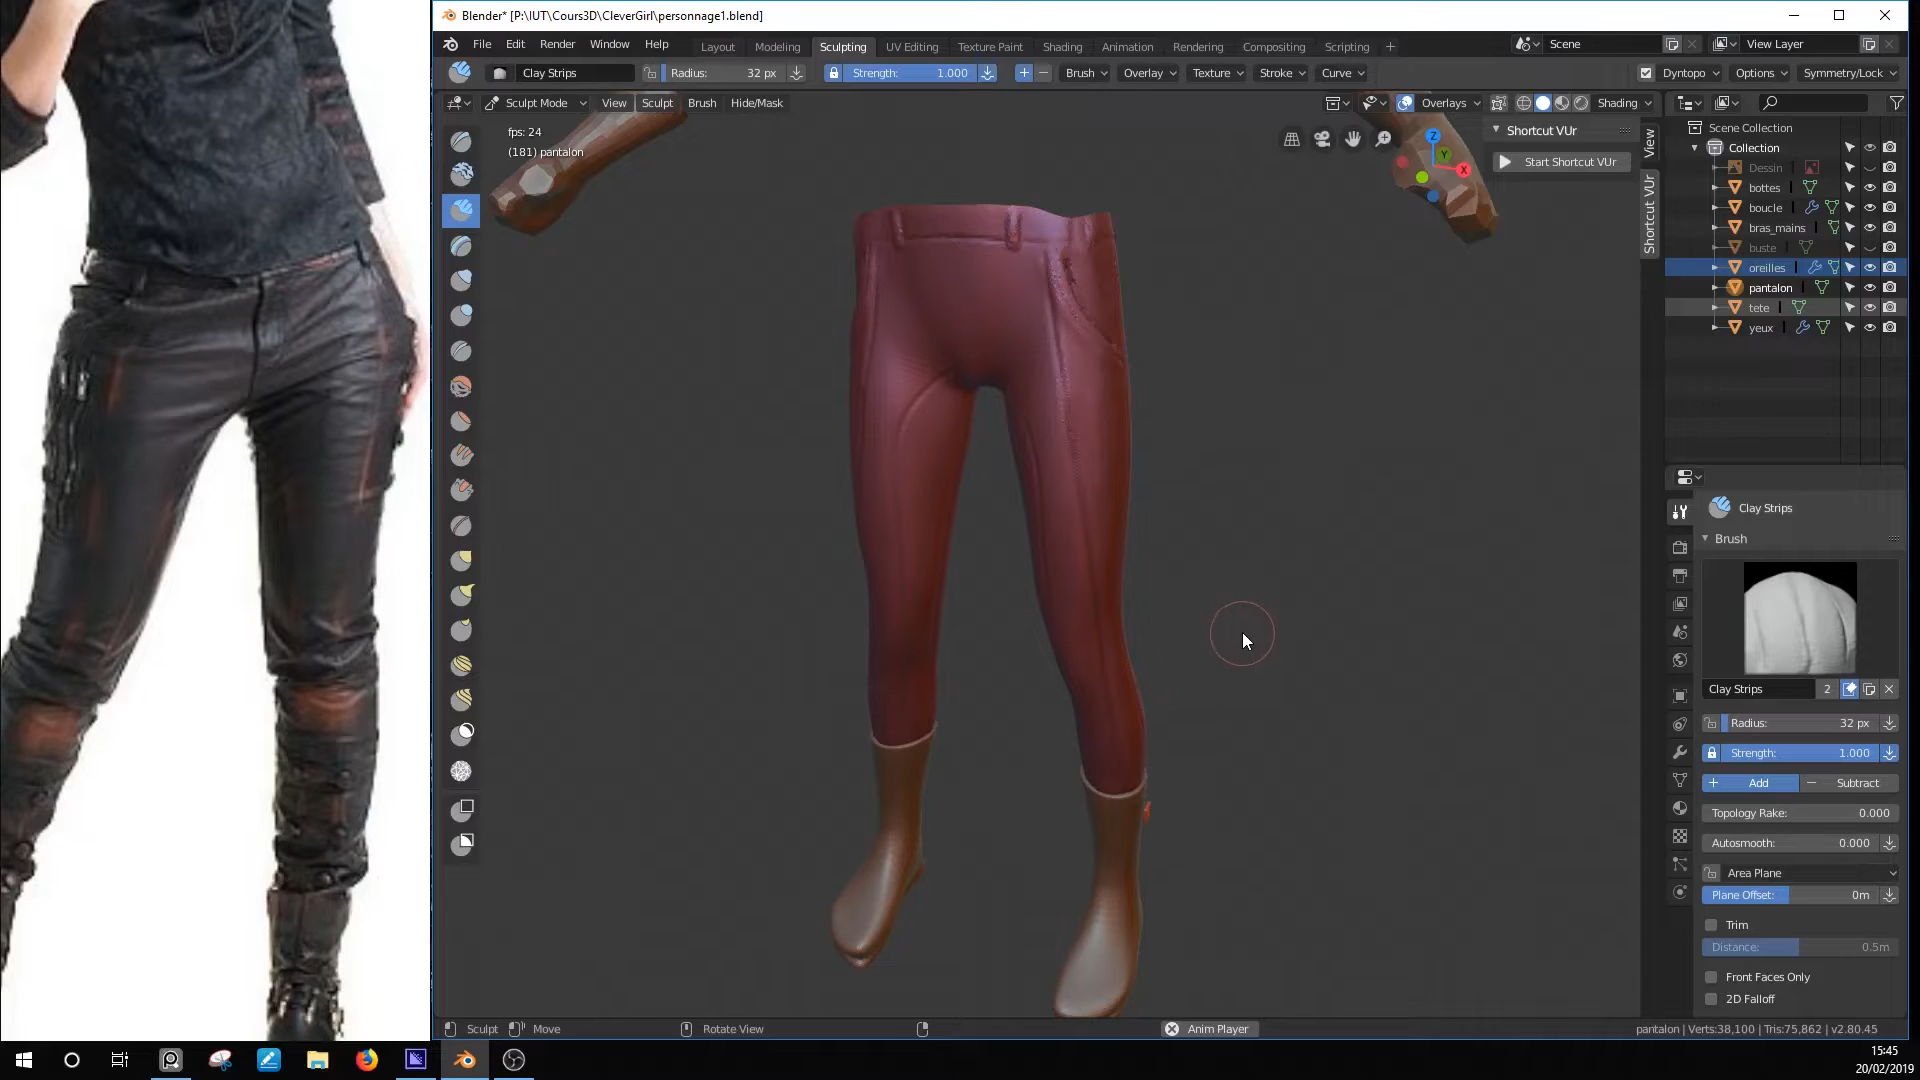 Blender* [P:\IUT\Cours3D\CleverGirl\personnage1.blend]
File Edit Render Window Help Layout Modeling Sculpting UV Editing Texture Paint Shading Animation Rendering Compositing Scripting + Scene View Layer
Clay Strips Radius: 32 px Strength: 1.000 Brush Overlay Texture Stroke Curve Dyntopo Options Symmetry/Lock
Sculpt Mode View Sculpt Brush Hide/Mask Overlays Shading
fps: 24
(181) pantalon
Shortcut VUr
Start Shortcut VUr
View
Shortcut VUr
Z
Y
X
Scene Collection
Collection
Dessin
bottes
boucle
bras_mains
buste
oreilles
pantalon
tete
yeux
Clay Strips
Brush
Clay Strips 2
Radius: 32 px
Strength: 1.000
Add Subtract
Topology Rake: 0.000
Autosmooth: 0.000
Area Plane
Plane Offset: 0m
Trim
Distance: 0.5m
Front Faces Only
2D Falloff
Sculpt Move Rotate View Anim Player pantalon | Verts:38,100 | Tris:75,862 | v2.80.45
15:45
20/02/2019